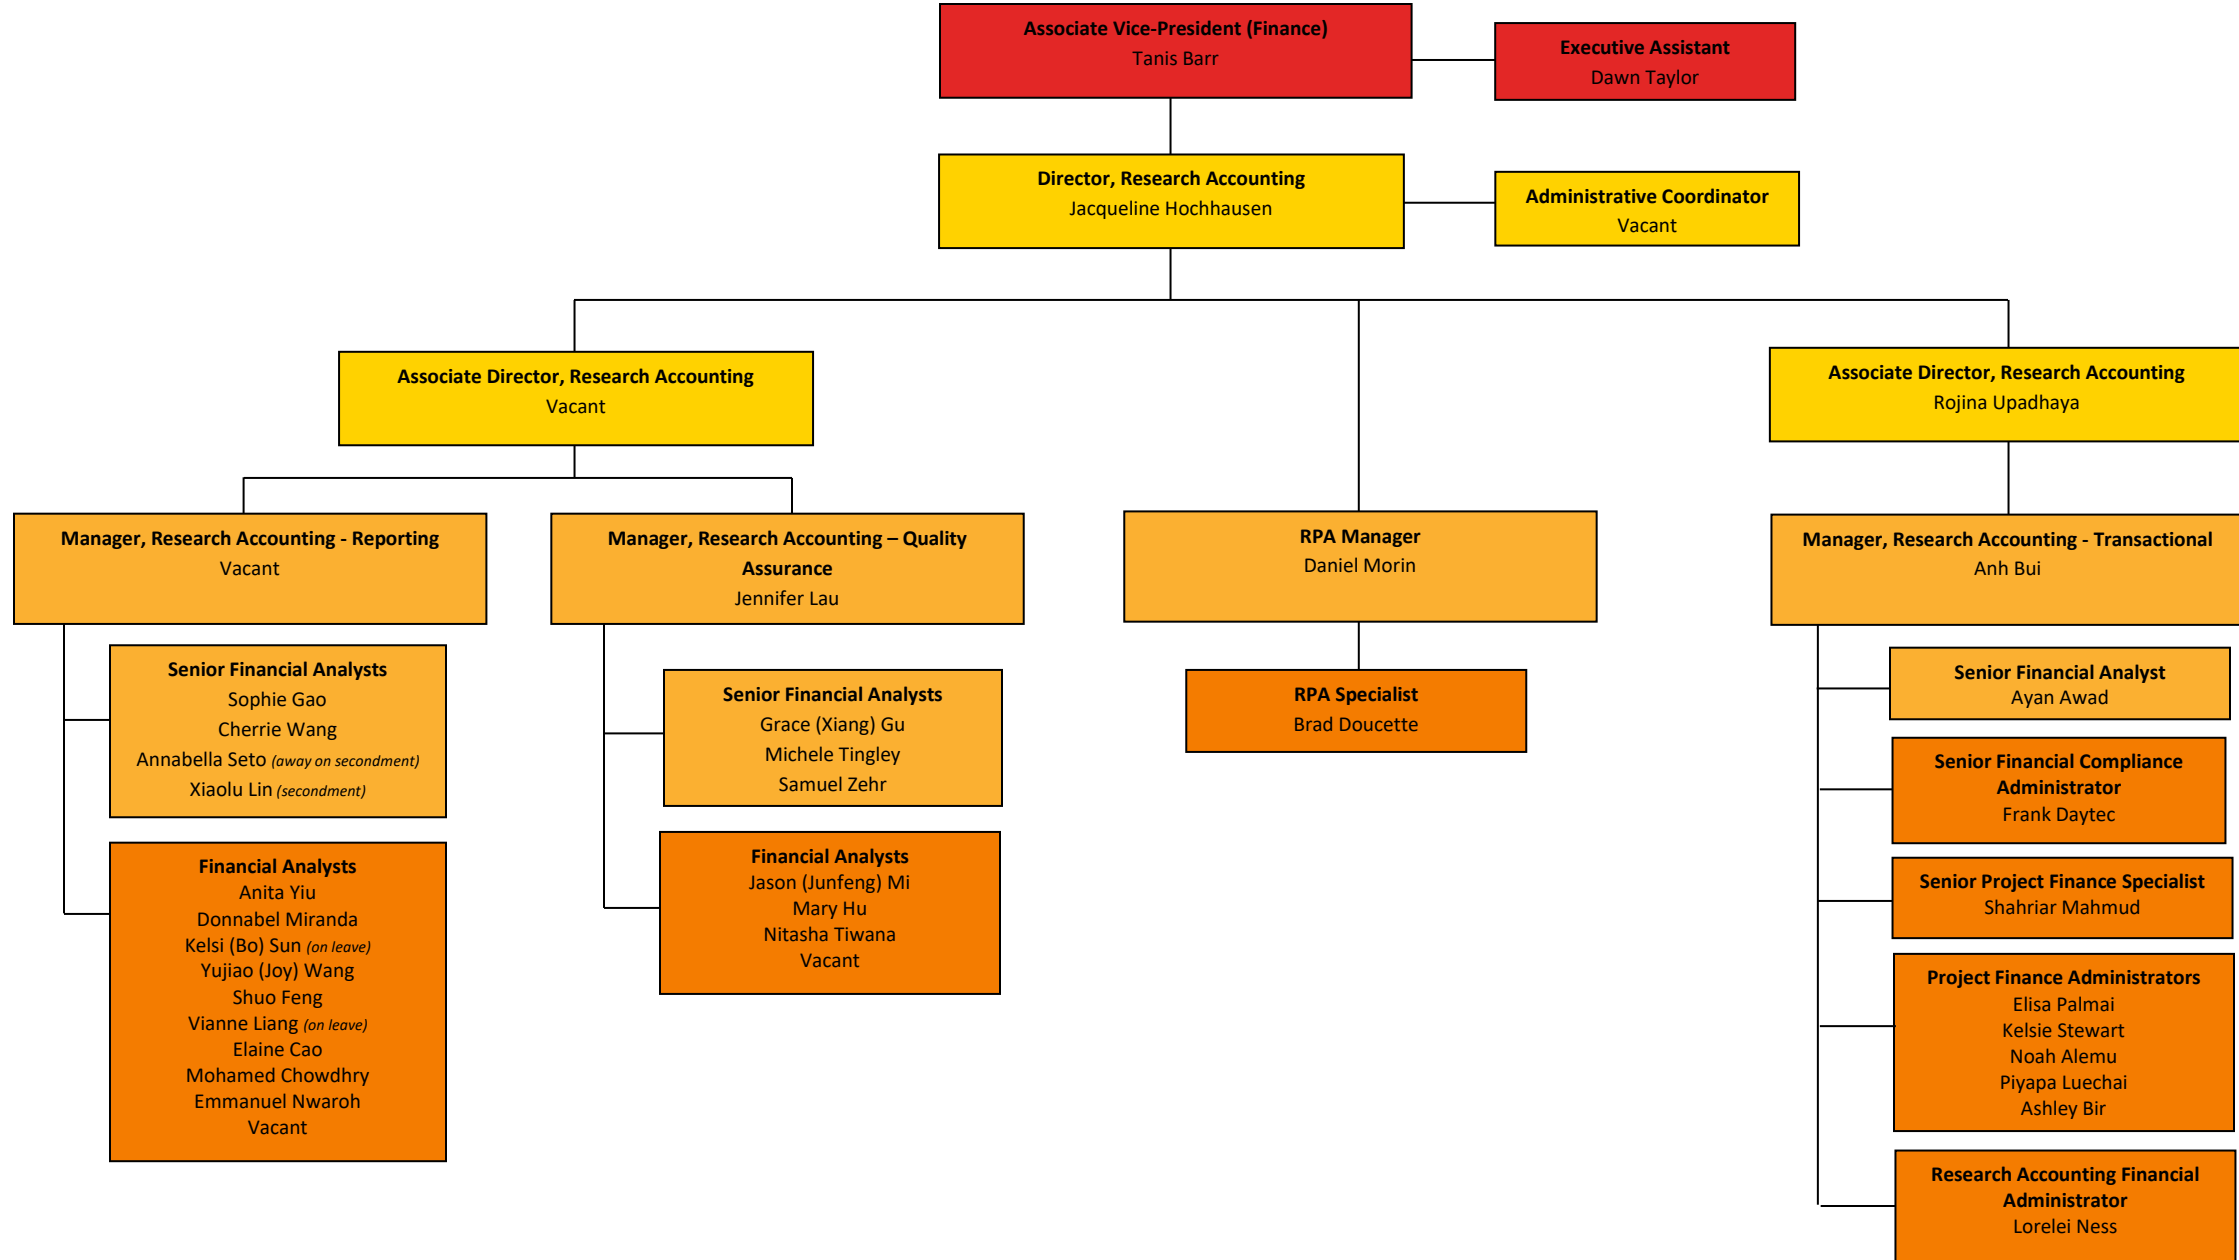 Associate Vice-President (Finance)
Tanis Barr
Executive Assistant
Dawn Taylor
Director, Research Accounting
Jacqueline Hochhausen
Administrative Coordinator
Vacant
Associate Director, Research Accounting
Vacant
Associate Director, Research Accounting
Rojina Upadhaya
Manager, Research Accounting - Reporting
Vacant
Manager, Research Accounting – Quality
Assurance
Jennifer Lau
RPA Manager
Daniel Morin
Manager, Research Accounting - Transactional
Anh Bui
Senior Financial Analysts
Sophie Gao
Cherrie Wang
Annabella Seto (away on secondment)
Xiaolu Lin (secondment)
Financial Analysts
Anita Yiu
Donnabel Miranda
Kelsi (Bo) Sun (on leave)
Yujiao (Joy) Wang
Shuo Feng
Vianne Liang (on leave)
Elaine Cao
Mohamed Chowdhry
Emmanuel Nwaroh
Vacant
Senior Financial Analysts
Grace (Xiang) Gu
Michele Tingley
Samuel Zehr
Financial Analysts
Jason (Junfeng) Mi
Mary Hu
Nitasha Tiwana
Vacant
RPA Specialist
Brad Doucette
Senior Financial Analyst
Ayan Awad
Senior Financial Compliance
Administrator
Frank Daytec
Senior Project Finance Specialist
Shahriar Mahmud
Project Finance Administrators
Elisa Palmai
Kelsie Stewart
Noah Alemu
Piyapa Luechai
Ashley Bir
Research Accounting Financial
Administrator
Lorelei Ness